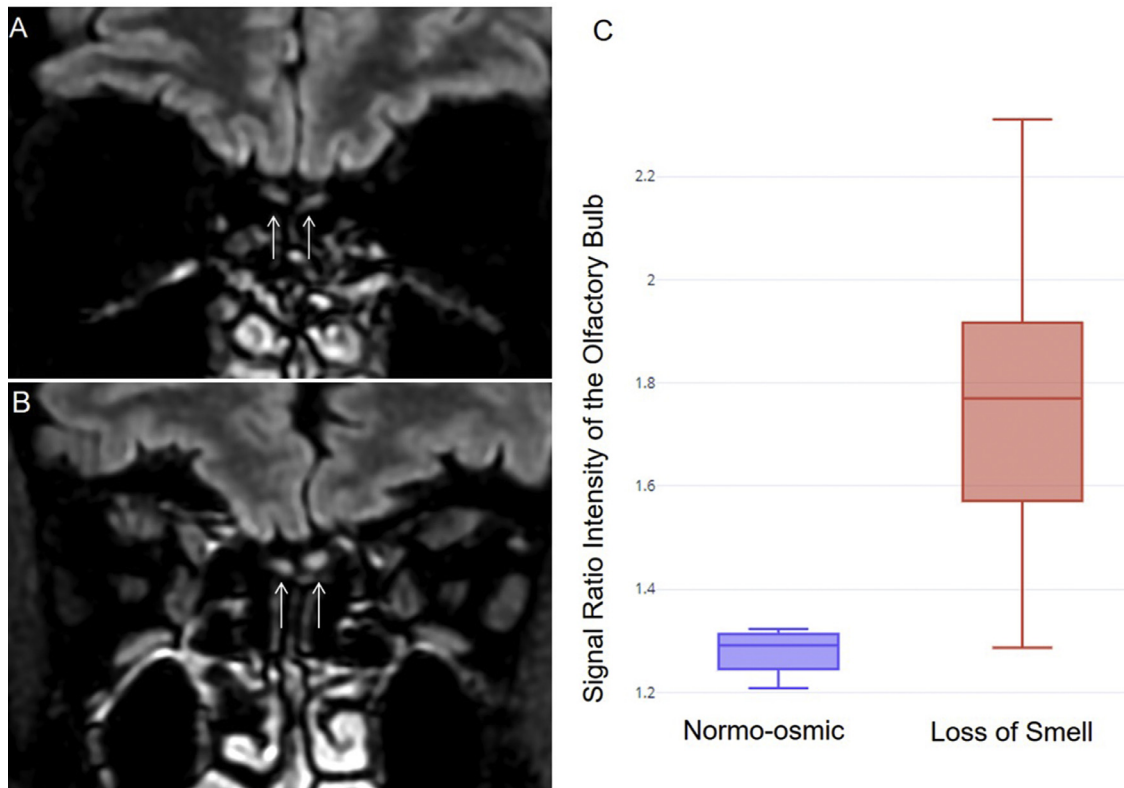 A
B
C
Signal Ratio Intensity of the Olfactory Bulb
2.2
2
1.8
1.6
1.4
1.2
Normo-osmic
Loss of Smell